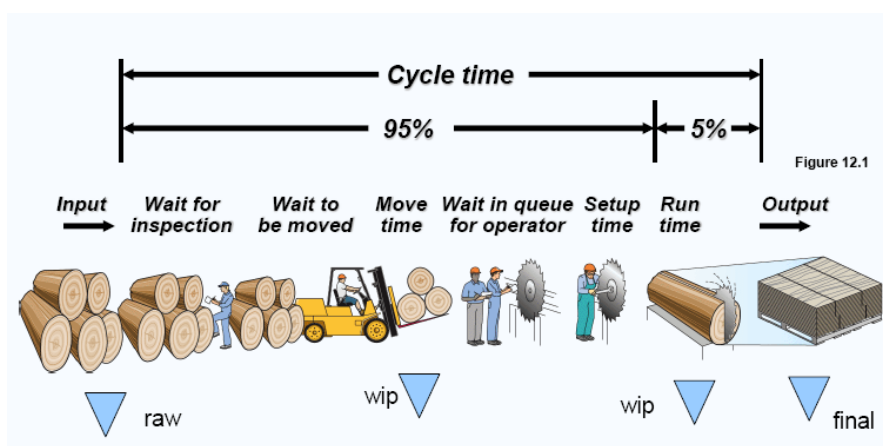 Cycle time
95%
5%
Figure 12.1
Input
Wait for
inspection
Wait to
be moved
Move
time
Wait in queue
for operator
Setup
time
Run
time
Output
raw
wip
wip
final